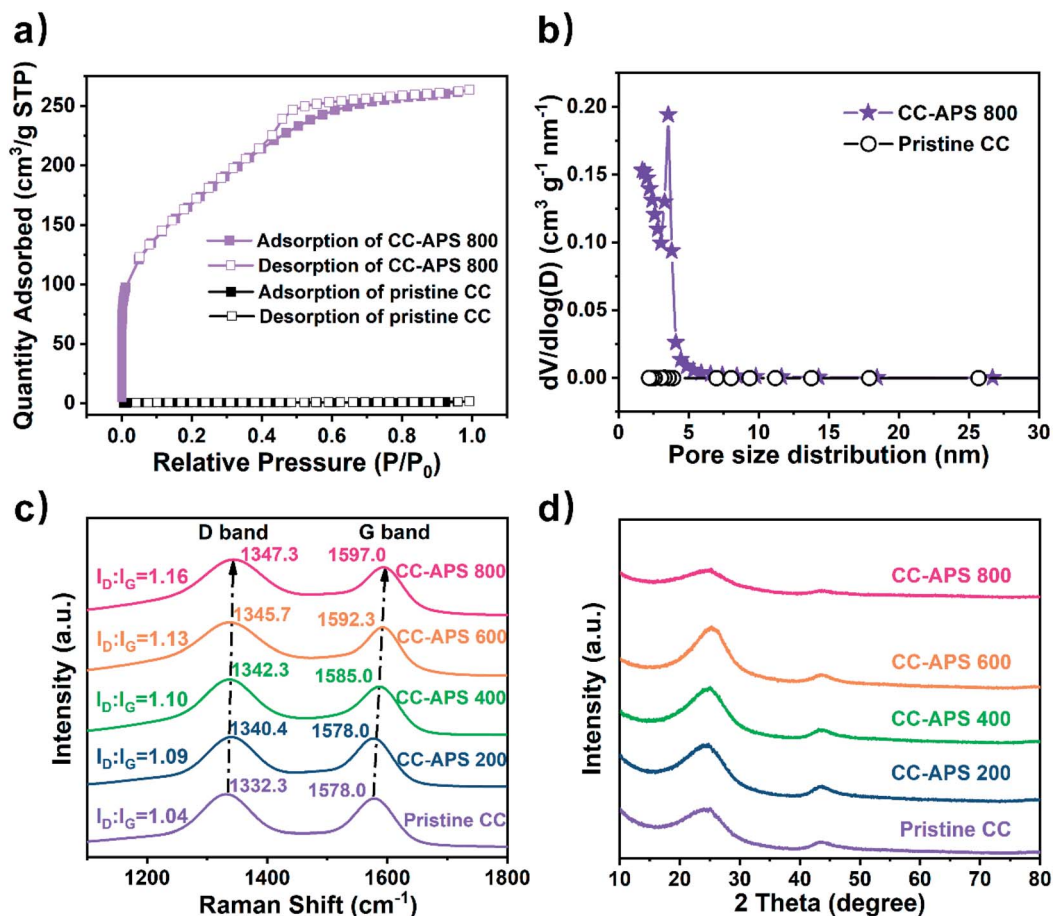 a)
Quantity Adsorbed (cm³/g STP)
250
200
150
100
50
0
0.0 0.2 0.4 0.6 0.8 1.0
Relative Pressure (P/P₀)
Adsorption of CC-APS 800
Desorption of CC-APS 800
Adsorption of pristine CC
Desorption of pristine CC
b)
dV/dlog(D) (cm³ g⁻¹ nm⁻¹)
0.20
0.15
0.10
0.05
0.00
0 5 10 15 20 25 30
Pore size distribution (nm)
CC-APS 800
Pristine CC
c)
Intensity (a.u.)
D band G band
1347.3 1597.0
I_D:I_G=1.16 CC-APS 800
1345.7 1592.3
I_D:I_G=1.13 CC-APS 600
1342.3 1585.0
I_D:I_G=1.10 CC-APS 400
1340.4 1578.0
I_D:I_G=1.09 CC-APS 200
1332.3 1578.0
I_D:I_G=1.04 Pristine CC
1200 1400 1600 1800
Raman Shift (cm⁻¹)
d)
Intensity (a.u.)
CC-APS 800
CC-APS 600
CC-APS 400
CC-APS 200
Pristine CC
10 20 30 40 50 60 70 80
2 Theta (degree)